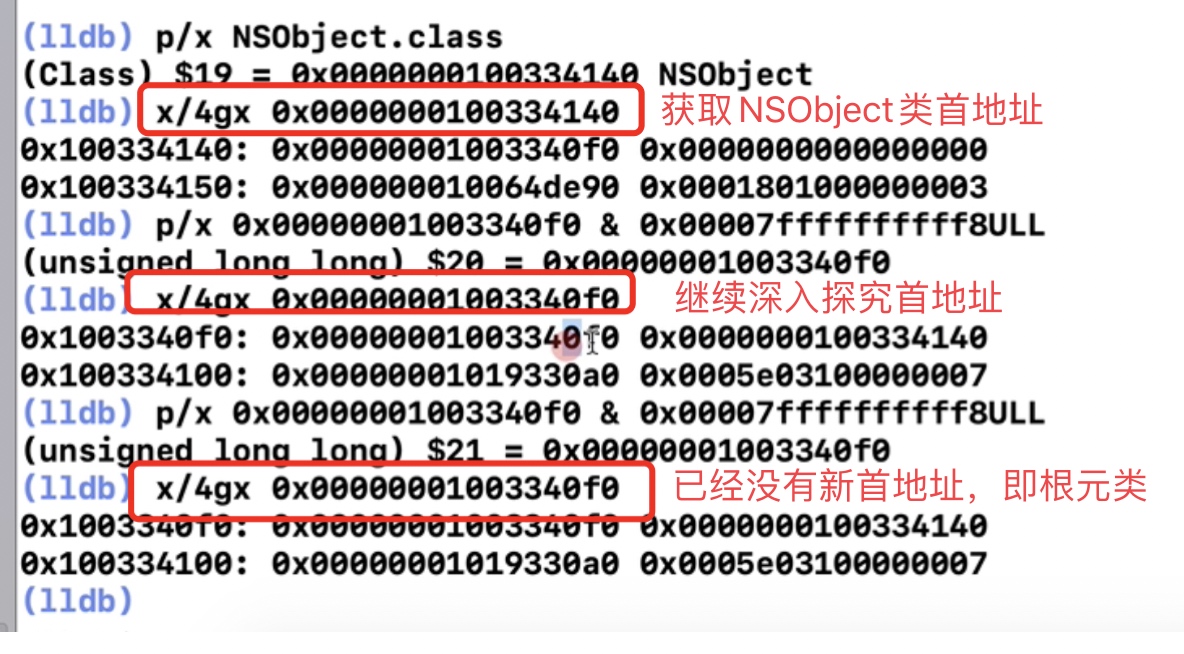 (lldb) p/x NSObject.class
(Class) $19 = 0x0000000100334140 NSObject
(lldb) x/4gx 0x0000000100334140 获取NSObject类首地址
0x100334140: 0x00000001003340f0 0x0000000000000000
0x100334150: 0x000000010064de90 0x0001801000000003
(lldb) p/x 0x00000001003340f0 & 0x00007ffffffffff8ULL
(unsigned long long) $20 = 0x00000001003340f0
(lldb) x/4gx 0x00000001003340f0 继续深入探究首地址
0x1003340f0: 0x00000001003340f0 0x0000000100334140
0x100334100: 0x00000001019330a0 0x0005e03100000007
(lldb) p/x 0x00000001003340f0 & 0x00007ffffffffff8ULL
(unsigned long long) $21 = 0x00000001003340f0
(lldb) x/4gx 0x00000001003340f0 已经没有新首地址，即根元类
0x1003340f0: 0x00000001003340f0 0x0000000100334140
0x100334100: 0x00000001019330a0 0x0005e03100000007
(lldb)